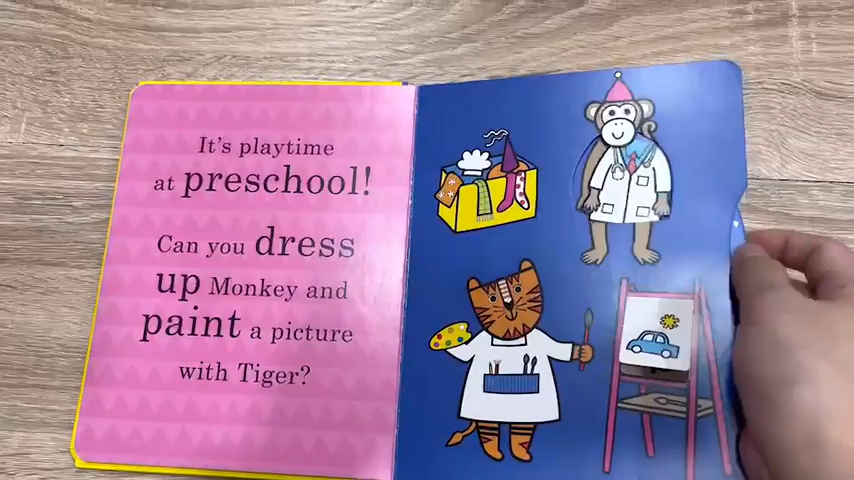 It's playtime
at preschool!
Can you dress
up Monkey and
paint a picture
with Tiger?